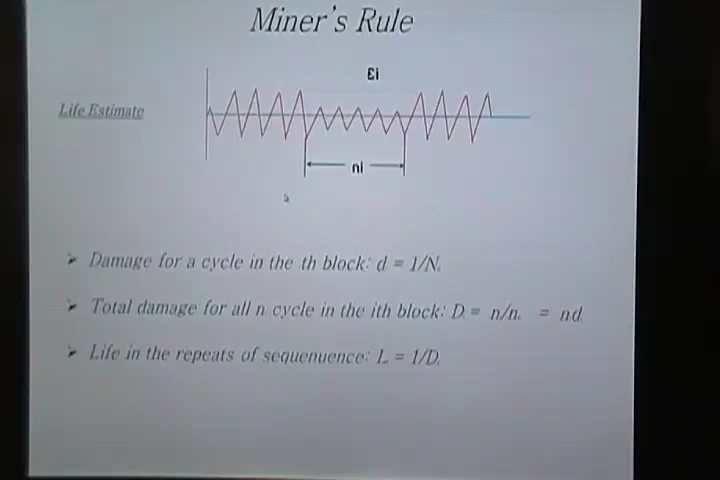 Miner's Rule
εi
Life Estimate
ni
➢ Damage for a cycle in the th block: d = 1/N.
➢ Total damage for all n cycle in the ith block: D = n/n. = nd
➢ Life in the repeats of sequenuence: L = 1/D.